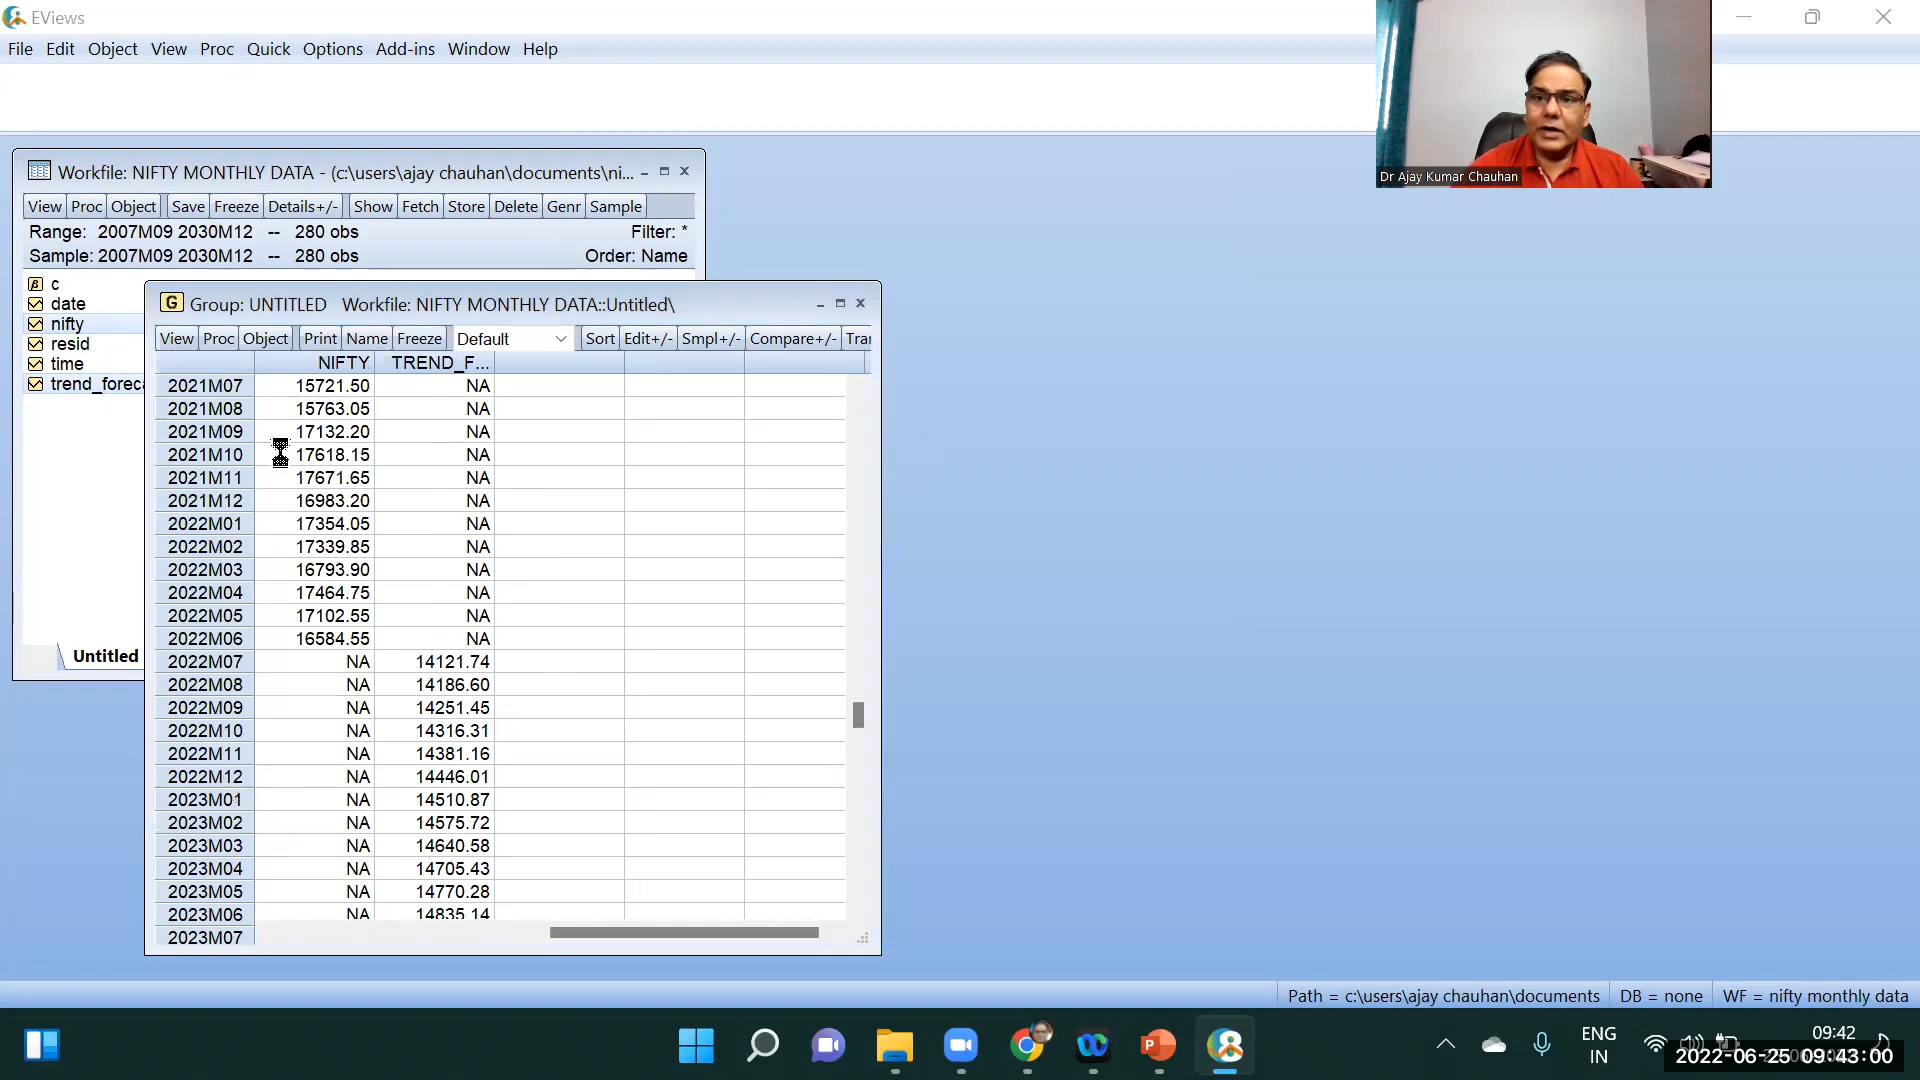 EViews
File Edit Object View Proc Quick Options Add-ins Window Help
Dr Ajay Kumar Chauhan
Workfile: NIFTY MONTHLY DATA - (c:\users\ajay chauhan\documents\ni...
View Proc Object Save Freeze Details+/- Show Fetch Store Delete Genr Sample
Range: 2007M09 2030M12 -- 280 obs Filter: *
Sample: 2007M09 2030M12 -- 280 obs Order: Name
c
date
nifty
resid
time
trend_foreca
Untitled
Group: UNTITLED Workfile: NIFTY MONTHLY DATA::Untitled\
View Proc Object Print Name Freeze Default Sort Edit+/- Smpl+/- Compare+/- Tra
NIFTY TREND_F...
2021M07 15721.50 NA
2021M08 15763.05 NA
2021M09 17132.20 NA
2021M10 17618.15 NA
2021M11 17671.65 NA
2021M12 16983.20 NA
2022M01 17354.05 NA
2022M02 17339.85 NA
2022M03 16793.90 NA
2022M04 17464.75 NA
2022M05 17102.55 NA
2022M06 16584.55 NA
2022M07 NA 14121.74
2022M08 NA 14186.60
2022M09 NA 14251.45
2022M10 NA 14316.31
2022M11 NA 14381.16
2022M12 NA 14446.01
2023M01 NA 14510.87
2023M02 NA 14575.72
2023M03 NA 14640.58
2023M04 NA 14705.43
2023M05 NA 14770.28
2023M06 NA 14835.14
2023M07
Path = c:\users\ajay chauhan\documents DB = none WF = nifty monthly data
ENG
IN
09:42
2022-06-25 09:43:00